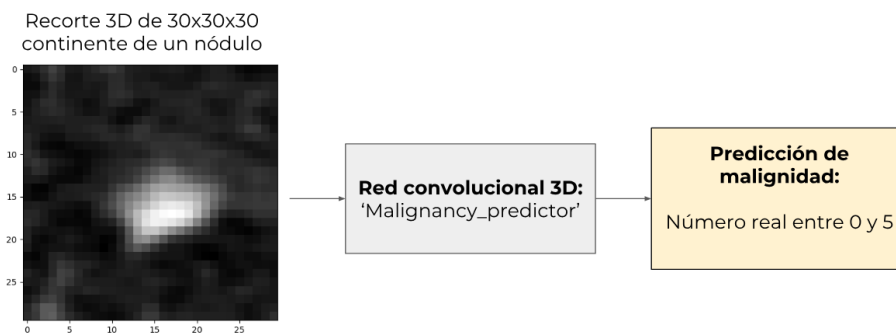 Recorte 3D de 30x30x30
continente de un nódulo
0
5
10
15
20
25
0 5 10 15 20 25
Red convolucional 3D:
‘Malignancy_predictor’
Predicción de
malignidad:
Número real entre 0 y 5